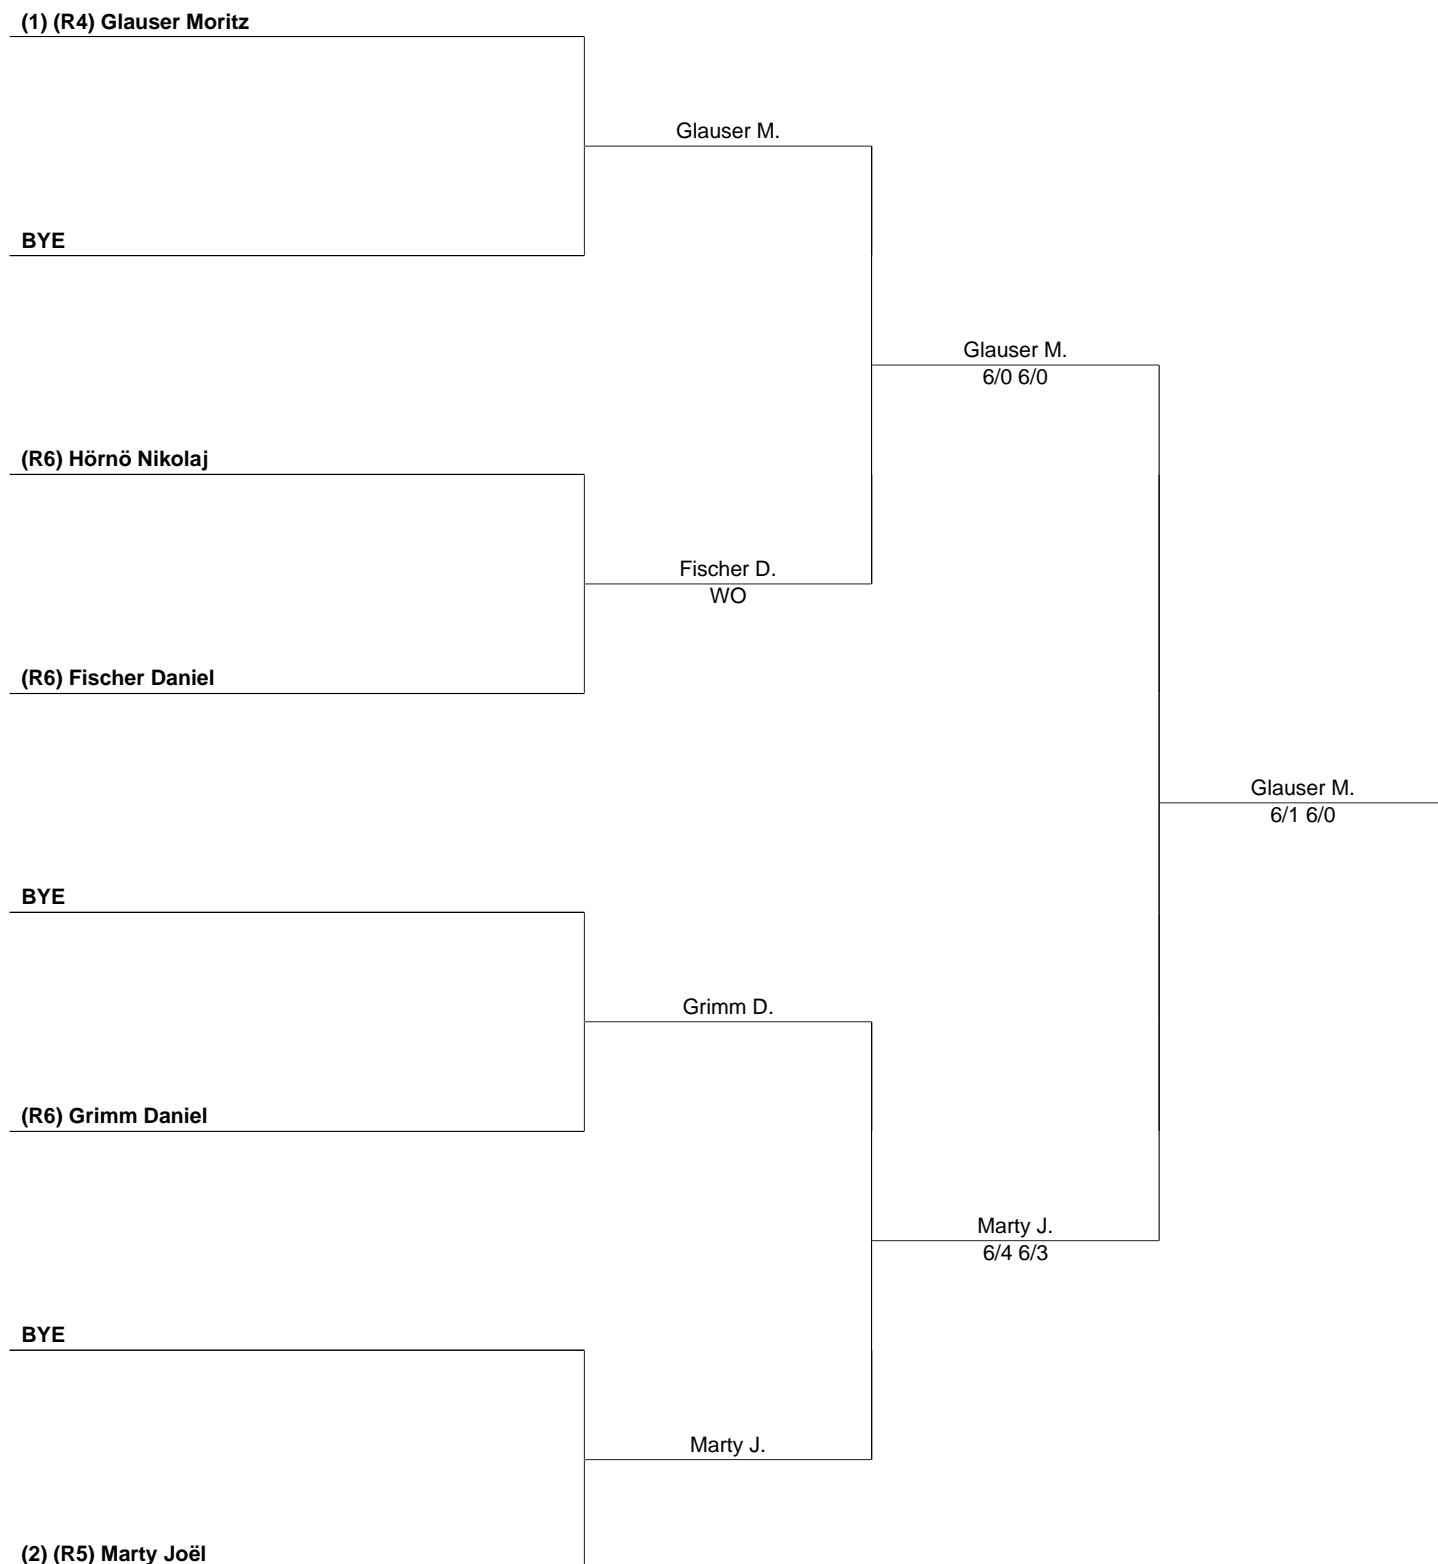 (1) (R4) Glauser Moritz
Glauser M.
BYE
Glauser M.
6/0 6/0
(R6) Hörnö Nikolaj
Fischer D.
WO
(R6) Fischer Daniel
Glauser M.
6/1 6/0
BYE
Grimm D.
(R6) Grimm Daniel
Marty J.
6/4 6/3
BYE
Marty J.
(2) (R5) Marty Joël